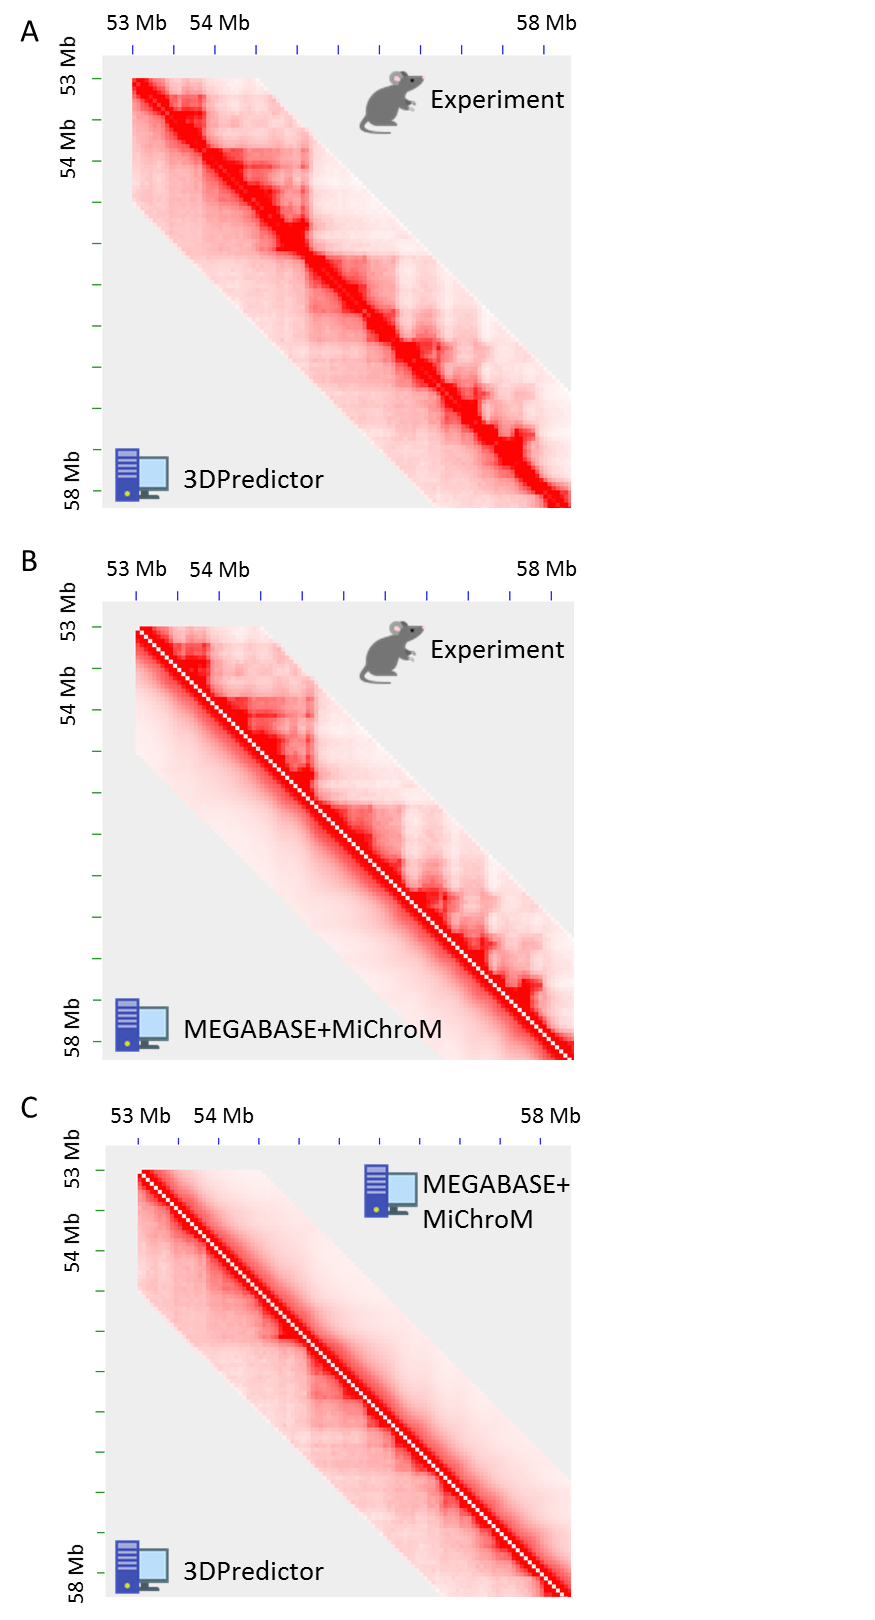 A
53 Mb 54 Mb 58 Mb
53 Mb
54 Mb
58 Mb
Experiment
3DPredictor
B
53 Mb 54 Mb 58 Mb
53 Mb
54 Mb
58 Mb
Experiment
MEGABASE+MiChroM
C
53 Mb 54 Mb 58 Mb
53 Mb
54 Mb
58 Mb
MEGABASE+
MiChroM
3DPredictor